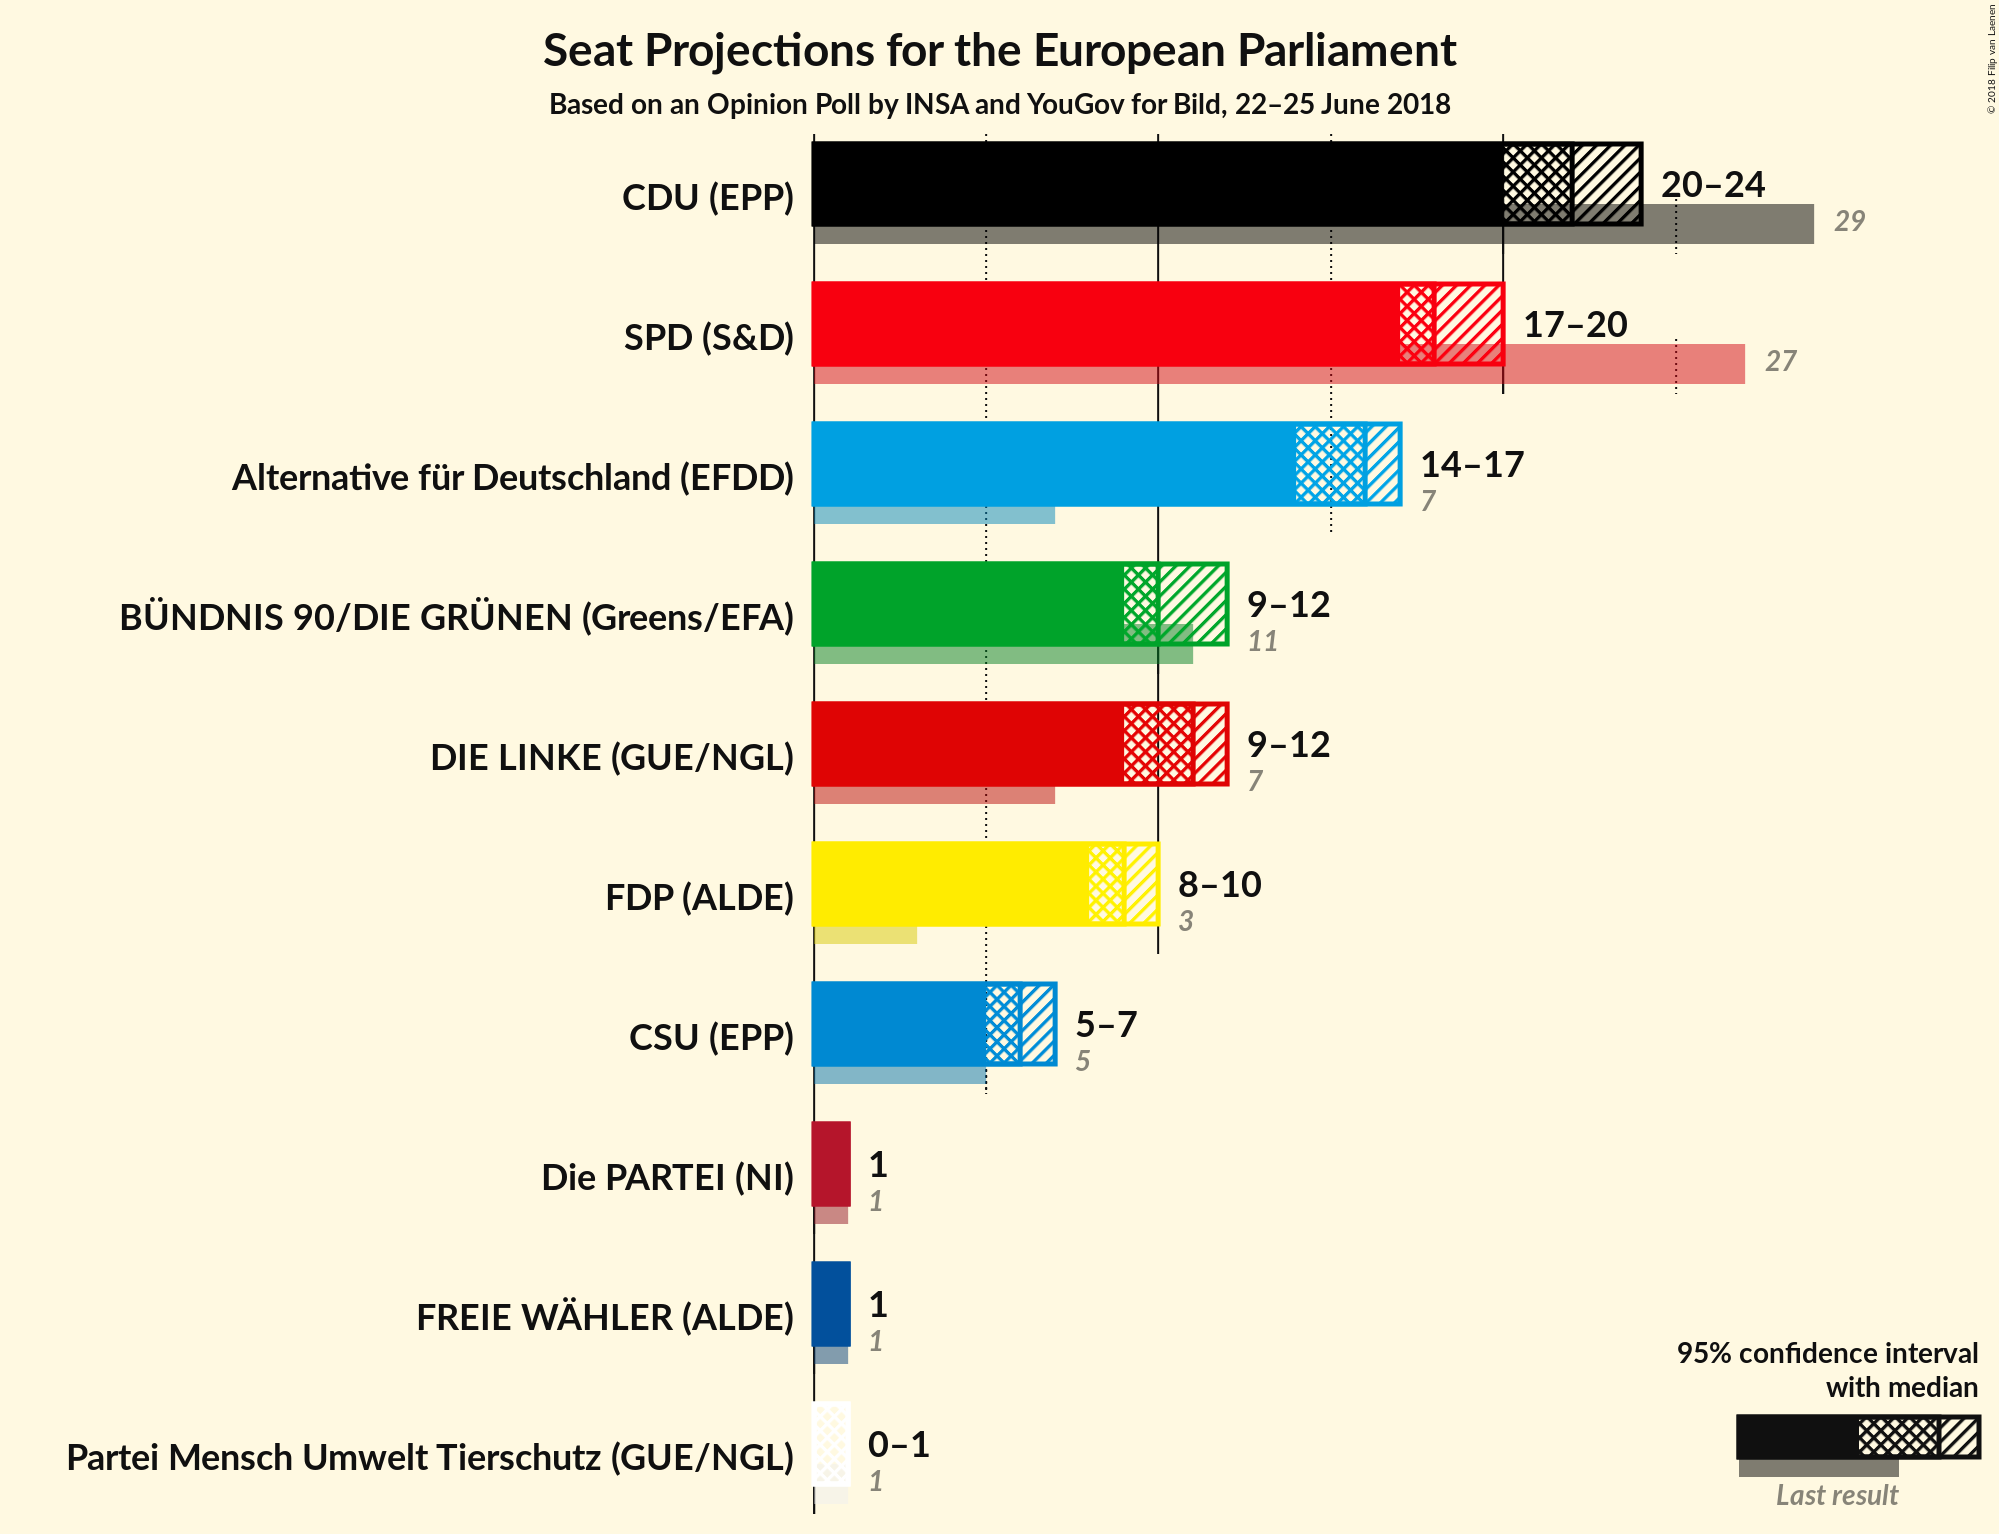 Seat Projections for the European Parliament
Based on an Opinion Poll by INSA and YouGov for Bild, 22–25 June 2018
© 2018 Filip van Laenen
CDU (EPP)
20–24
29
SPD (S&D)
17–20
27
Alternative für Deutschland (EFDD)
14–17
7
BÜNDNIS 90/DIE GRÜNEN (Greens/EFA)
9–12
11
DIE LINKE (GUE/NGL)
9–12
7
FDP (ALDE)
8–10
3
CSU (EPP)
5–7
5
Die PARTEI (NI)
1
1
FREIE WÄHLER (ALDE)
1
1
Partei Mensch Umwelt Tierschutz (GUE/NGL)
0–1
1
95% confidence interval
with median
Last result